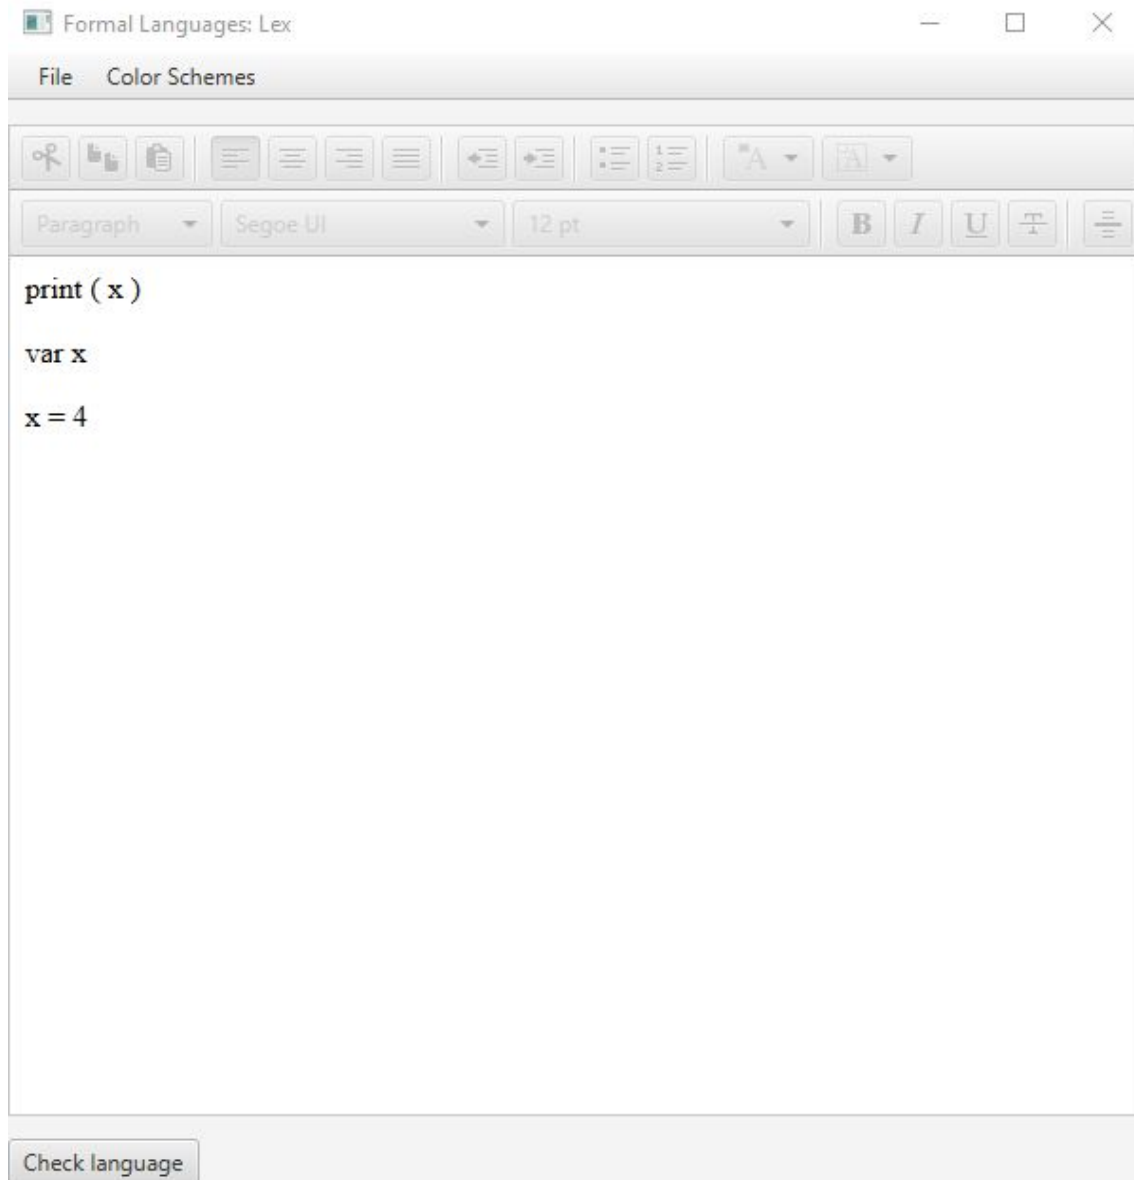 Formal Languages: Lex
File Color Schemes
A A
Paragraph Segoe UI 12 pt B I U T
print ( x )
var x
x = 4
Check language